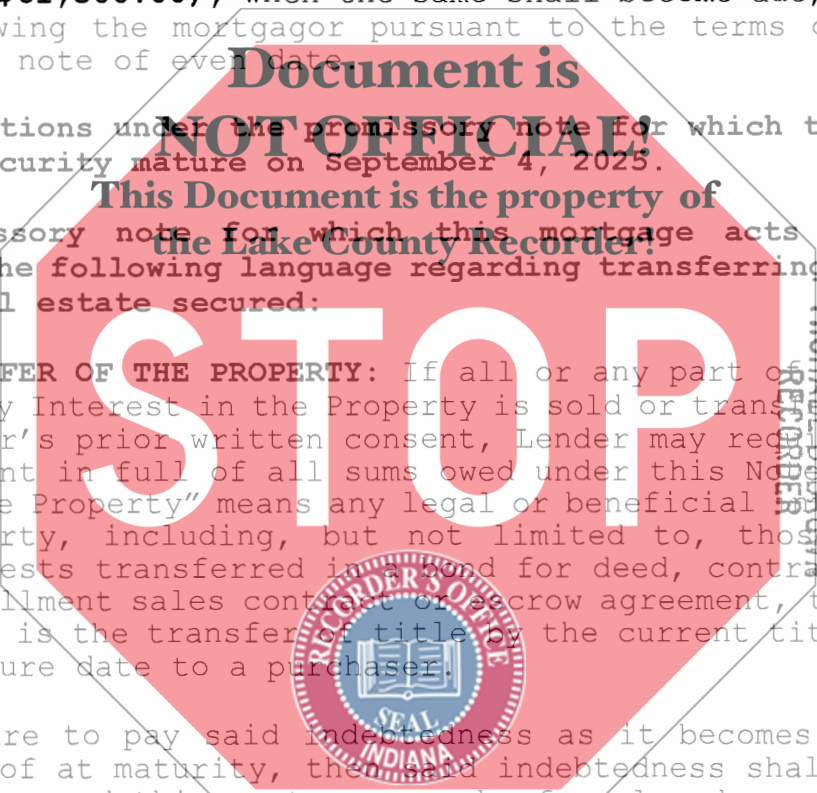 when the same shall become due,
wing the mortgagor pursuant to the terms
note of even date.
Document is
NOT OFFICIAL!
This Document is the property of
the Lake County Recorder!
STOP
tions under the promissory note for which t
curity mature on September 4, 2025.
ssory note for which this mortgage acts
he following language regarding transferring
l estate secured:
FER OF THE PROPERTY: If all or any part of
y Interest in the Property is sold or
r's prior written consent, Lender may
nt in full of all sums owed under this
e Property" means any legal or beneficial
rty, including, but not limited to, thos
ests transferred in a bond for deed, contra
llment sales contract or escrow agreement, t
is the transfer of title by the current tit
ure date to a purchaser.
re to pay said indebtedness as it becomes
of at maturity, then said indebtedness shal
RECORDER
RECORDER'S OFFICE
SEAL
INDIANA